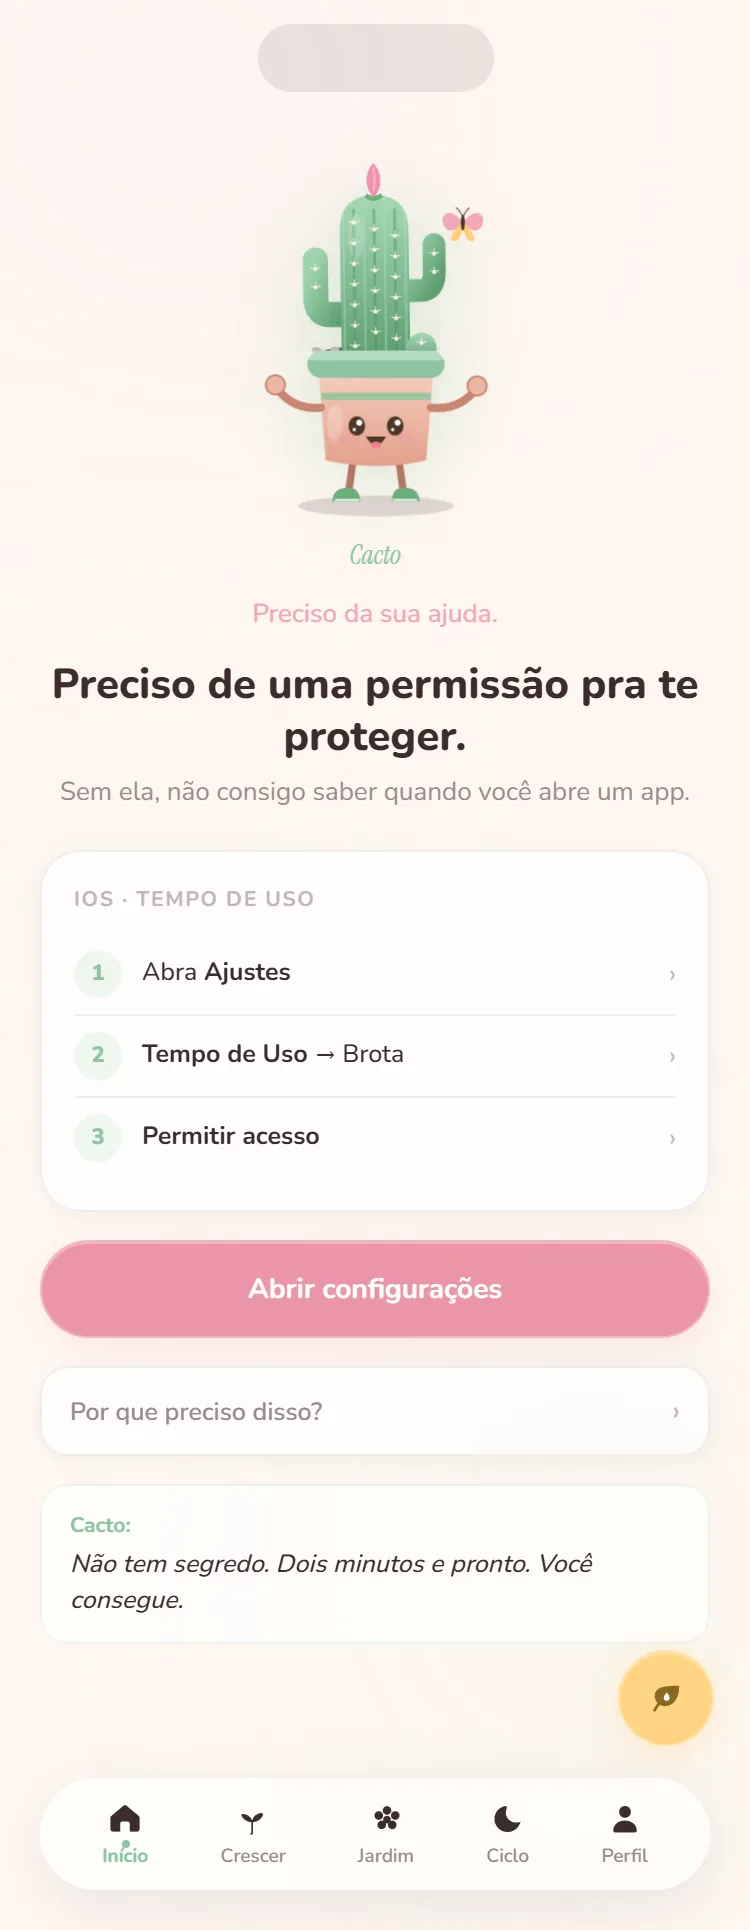 Cacto
Preciso da sua ajuda.
Preciso de uma permissão pra te
proteger.
Sem ela, não consigo saber quando você abre um app.
IOS · TEMPO DE USO
1 Abra Ajustes ›
2 Tempo de Uso → Brota ›
3 Permitir acesso ›
Abrir configurações
Por que preciso disso? ›
Cacto:
Não tem segredo. Dois minutos e pronto. Você
consegue.
Início Crescer Jardim Ciclo Perfil